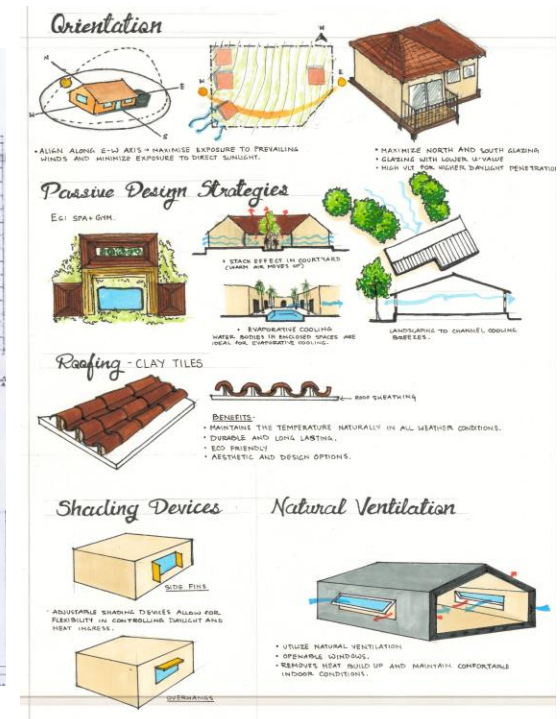 Orientation
N
E
W
S
N
W
E
• ALIGN ALONG E-W AXIS → MAXIMISE EXPOSURE TO PREVAILING
WINDS AND MINIMIZE EXPOSURE TO DIRECT SUNLIGHT.
• MAXIMIZE NORTH AND SOUTH GLAZING
• GLAZING WITH LOWER U-VALUE
• HIGH VLT FOR HIGHER DAYLIGHT PENETRATION
Passive Design Strategies
EG: SPA + GYM.
• STACK EFFECT IN COURTYARD
(WARM AIR MOVES UP)
• EVAPORATIVE COOLING
WATER BODIES IN ENCLOSED SPACES ARE
IDEAL FOR EVAPORATIVE COOLING.
LANDSCAPING TO CHANNEL COOLING
BREEZES.
Roofing - CLAY TILES
ROOF SHEATHING
BENEFITS-
• MAINTAINS THE TEMPERATURE NATURALLY IN ALL WEATHER CONDITIONS.
• DURABLE AND LONG LASTING.
• ECO FRIENDLY
• AESTHETIC AND DESIGN OPTIONS.
Shading Devices
SIDE FINS
• ADJUSTABLE SHADING DEVICES ALLOW FOR
FLEXIBILITY IN CONTROLLING DAYLIGHT AND
HEAT INGRESS.
OVERHANGS
Natural Ventilation
• UTILIZE NATURAL VENTILATION
• OPENABLE WINDOWS.
• REMOVES HEAT BUILD UP AND MAINTAIN COMFORTABLE
INDOOR CONDITIONS.